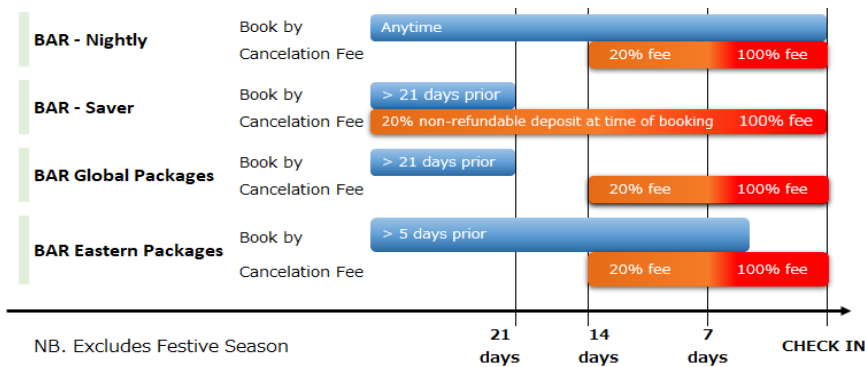 BAR - Nightly
Book by
Anytime
Cancelation Fee
20% fee
100% fee
BAR - Saver
Book by
> 21 days prior
Cancelation Fee
20% non-refundable deposit at time of booking
100% fee
BAR Global Packages
Book by
> 21 days prior
Cancelation Fee
20% fee
100% fee
BAR Eastern Packages
Book by
> 5 days prior
Cancelation Fee
20% fee
100% fee
NB. Excludes Festive Season
21
days
14
days
7
days
CHECK IN